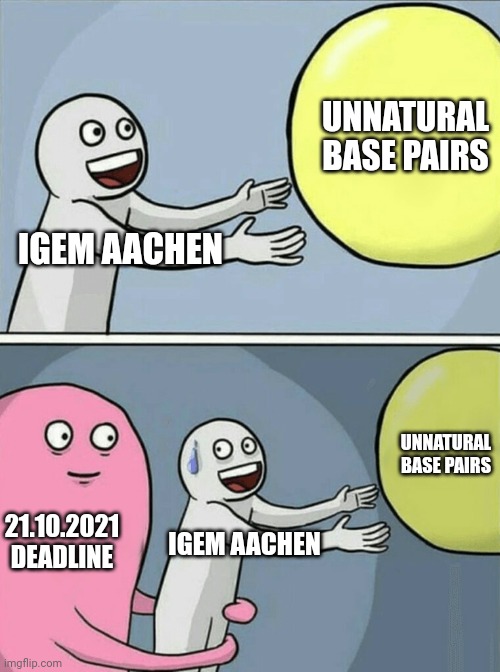 UNNATURAL
BASE PAIRS
IGEM AACHEN
UNNATURAL
BASE PAIRS
21.10.2021
DEADLINE
IGEM AACHEN
imgflip.com